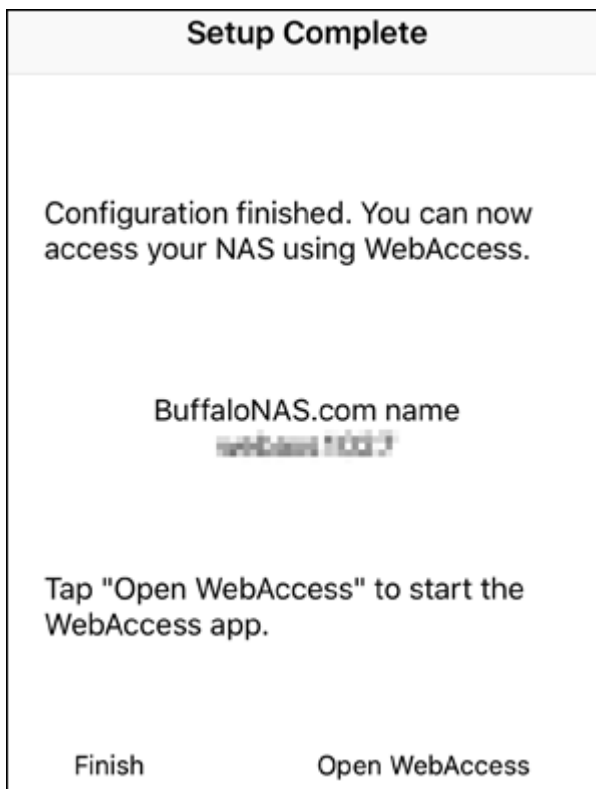 Setup Complete
Configuration finished. You can now
access your NAS using WebAccess.
BuffaloNAS.com name
Tap "Open WebAccess" to start the
WebAccess app.
Finish
Open WebAccess